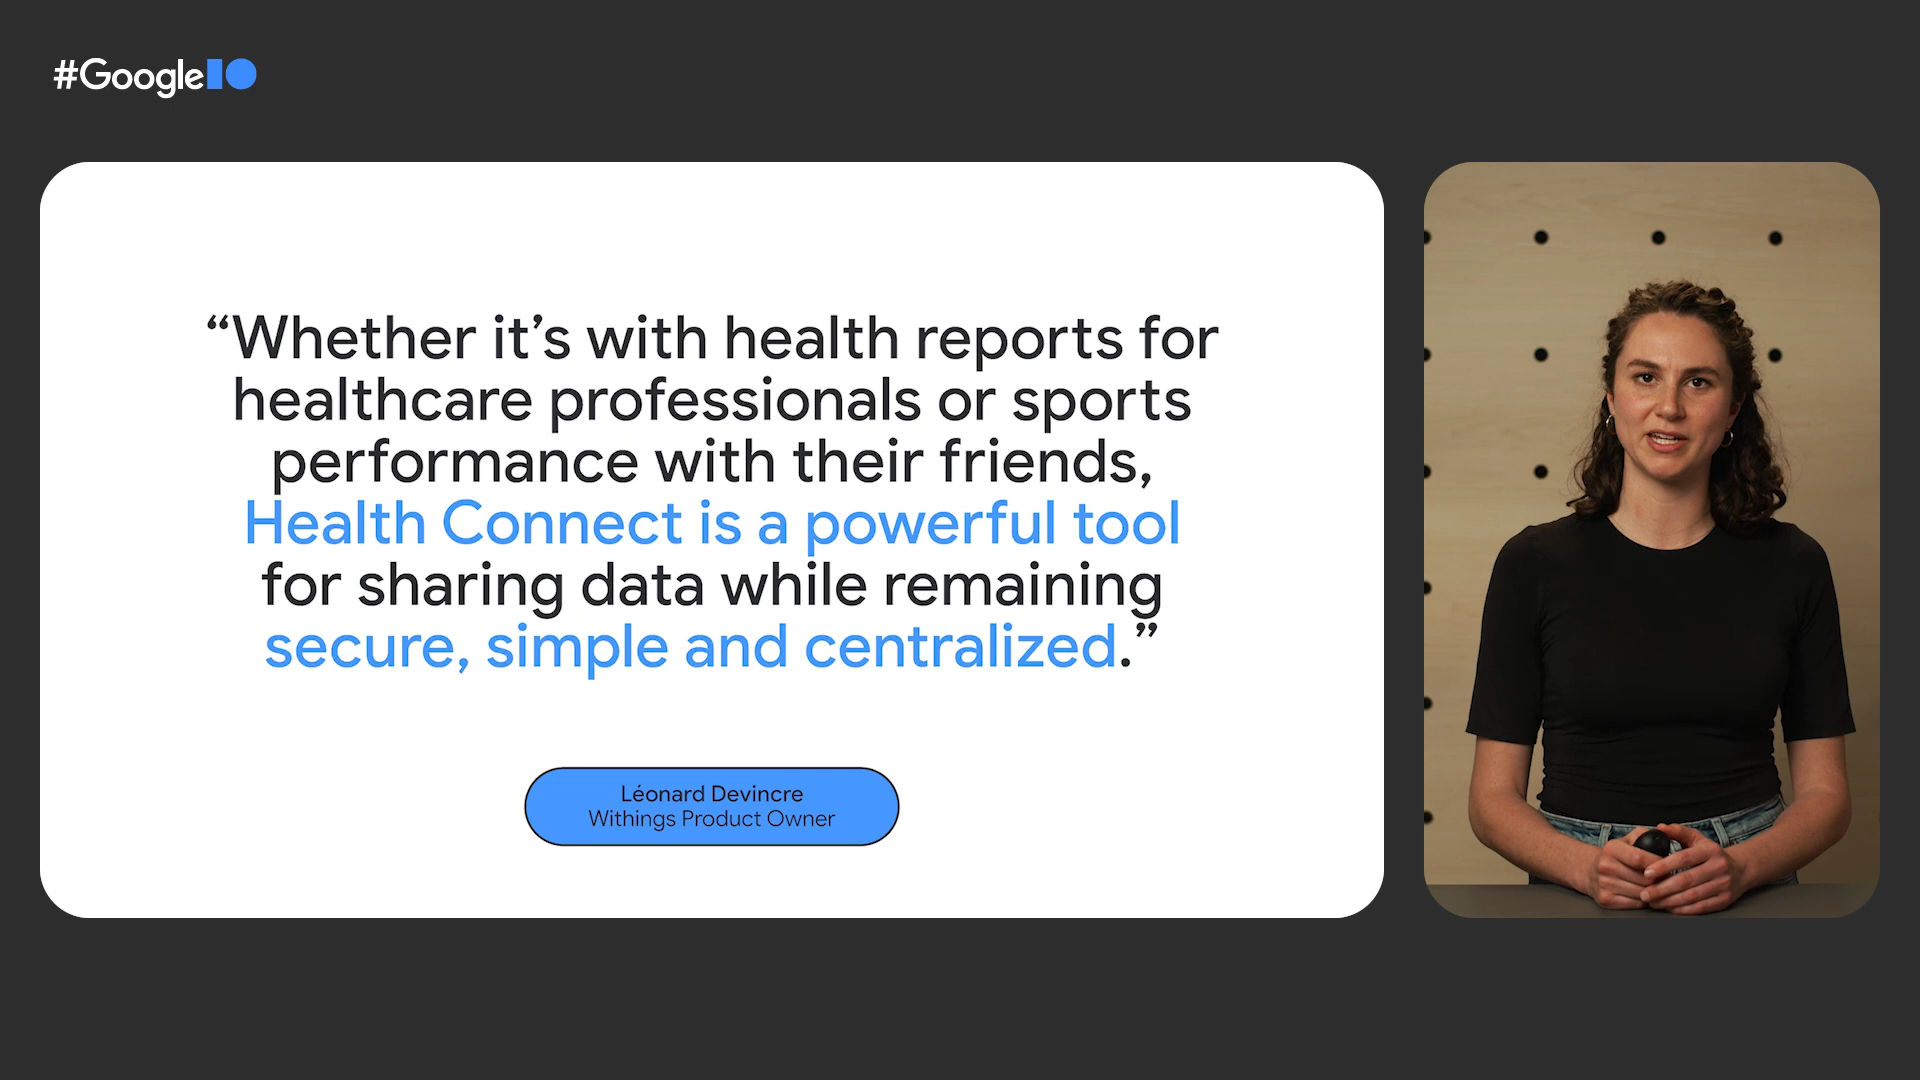 #GoogleIO
“Whether it’s with health reports for
healthcare professionals or sports
performance with their friends,
Health Connect is a powerful tool
for sharing data while remaining
secure, simple and centralized.”
Léonard Devincre
Withings Product Owner